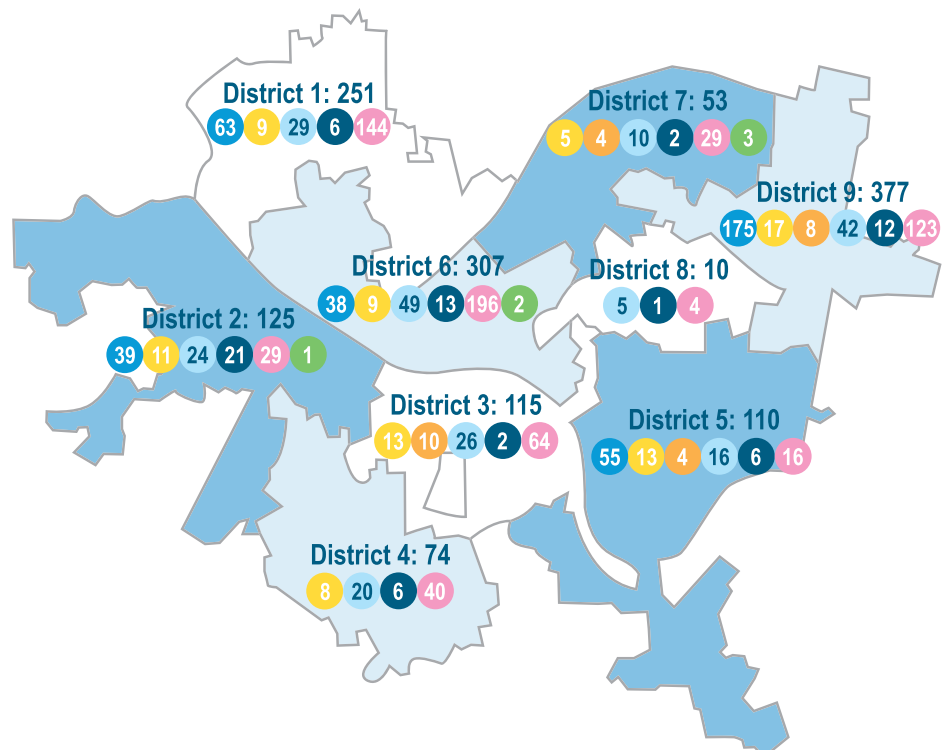 District 1: 251
63 9 29 6 144
District 7: 53
5 4 10 2 29 3
District 9: 377
175 17 8 42 12 123
District 6: 307
38 9 49 13 196 2
District 8: 10
5 1 4
District 2: 125
39 11 24 21 29 1
District 3: 115
13 10 26 2 64
District 5: 110
55 13 4 16 6 16
District 4: 74
8 20 6 40